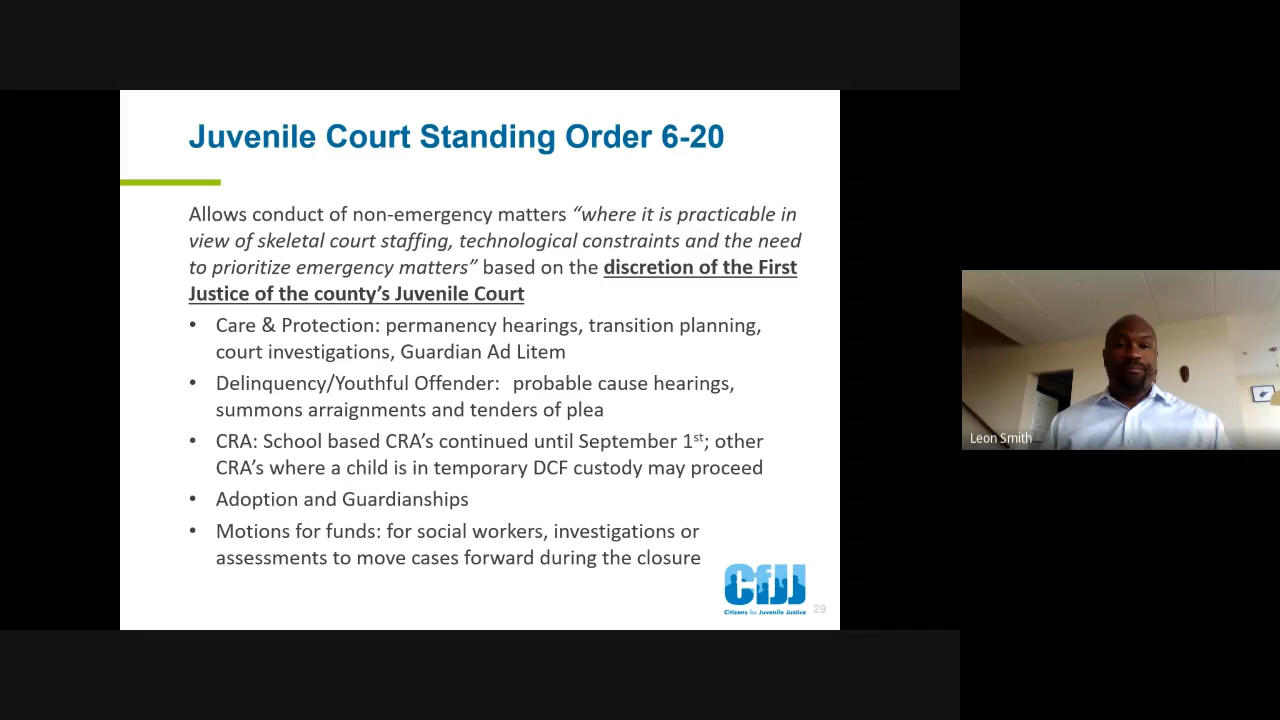 Juvenile Court Standing Order 6-20
Allows conduct of non-emergency matters “where it is practicable in
view of skeletal court staffing, technological constraints and the need
to prioritize emergency matters” based on the discretion of the First
Justice of the county’s Juvenile Court
• Care & Protection: permanency hearings, transition planning,
court investigations, Guardian Ad Litem
• Delinquency/Youthful Offender: probable cause hearings,
summons arraignments and tenders of plea
• CRA: School based CRA’s continued until September 1st; other
CRA’s where a child is in temporary DCF custody may proceed
• Adoption and Guardianships
• Motions for funds: for social workers, investigations or
assessments to move cases forward during the closure
CfJJ
Citizens for Juvenile Justice
29
Leon Smith